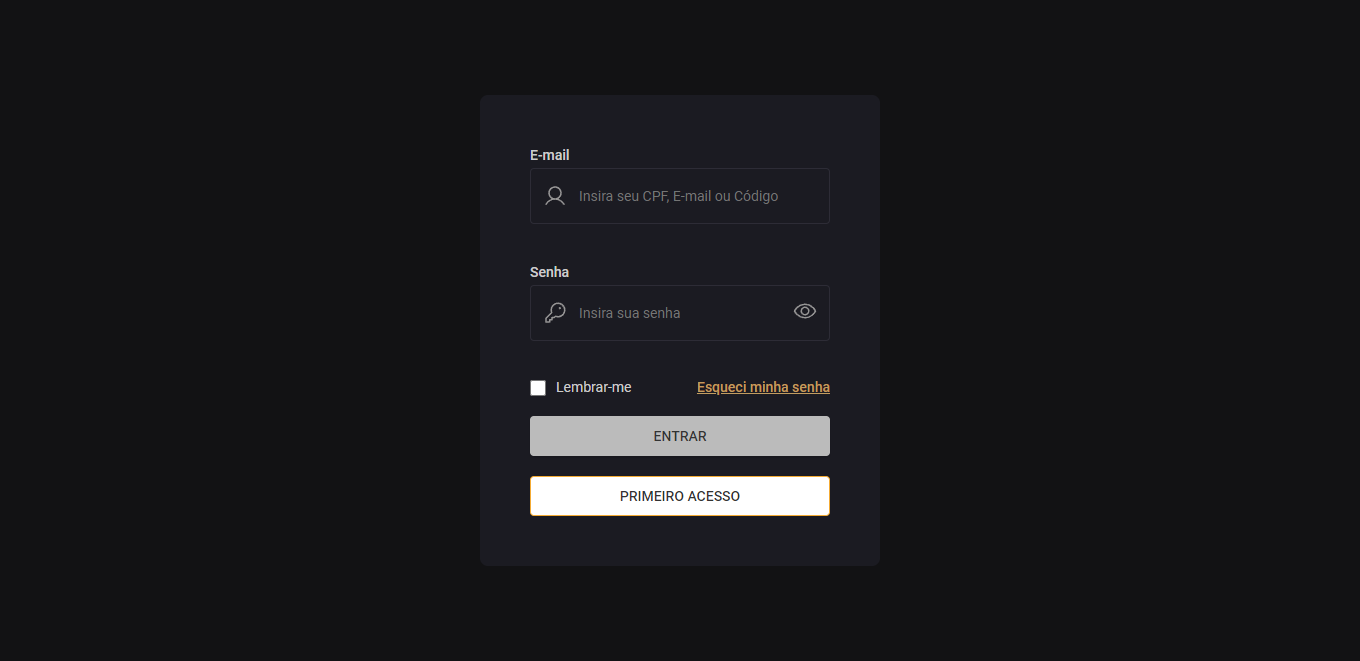 E-mail
Insira seu CPF, E-mail ou Código
Senha
Insira sua senha
Lembrar-me Esqueci minha senha
ENTRAR
PRIMEIRO ACESSO